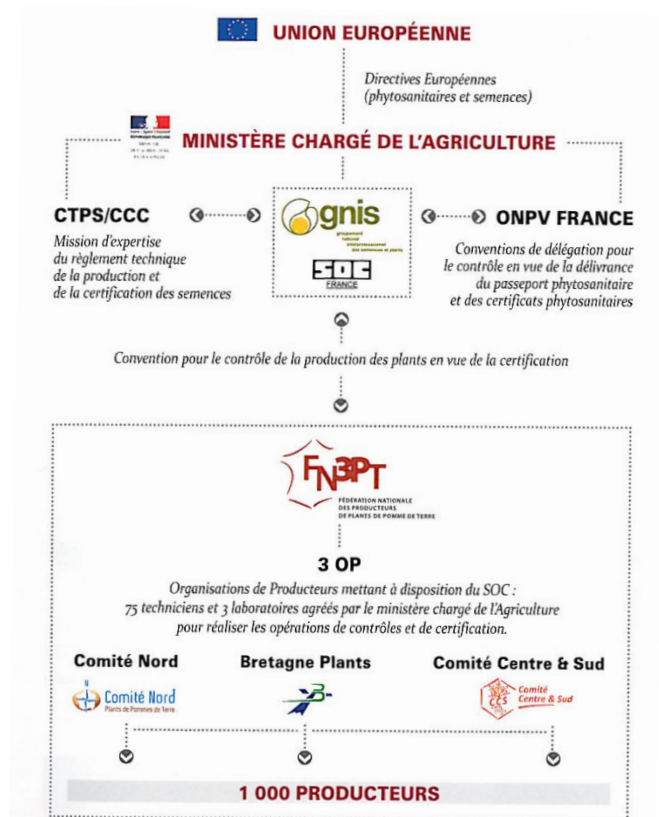 UNION EUROPÉENNE
Directives Européennes
(phytosanitaires et semences)
RÉPUBLIQUE FRANÇAISE
MINISTÈRE CHARGÉ DE L'AGRICULTURE
CTPS/CCC
Mission d'expertise
du règlement technique
de la production et
de la certification des semences
gnis
groupement
national
interprofessionnel
des semences et plants
SOC
FRANCE
ONPV FRANCE
Conventions de délégation pour
le contrôle en vue de la délivrance
du passeport phytosanitaire
et des certificats phytosanitaires
Convention pour le contrôle de la production des plants en vue de la certification
FN3PT
FÉDÉRATION NATIONALE
DES PRODUCTEURS
DE PLANTS DE POMME DE TERRE
3 OP
Organisations de Producteurs mettant à disposition du SOC :
75 techniciens et 3 laboratoires agréés par le ministère chargé de l'Agriculture
pour réaliser les opérations de contrôles et de certification.
Comité Nord
Bretagne Plants
Comité Centre & Sud
N
Comité Nord
Plants de Pommes de Terre
B
CCS
Comité
Centre & Sud
1 000 PRODUCTEURS